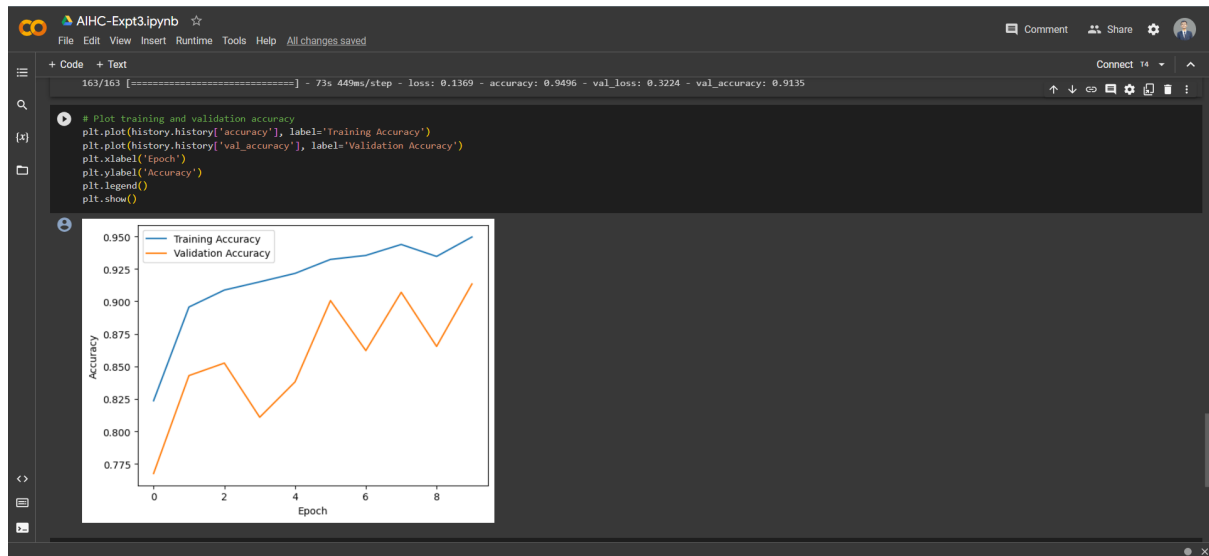 CO AIHC-Expt3.ipynb
Comment Share
File Edit View Insert Runtime Tools Help All changes saved
+ Code + Text
Connect T4
163/163 [==============================] - 73s 449ms/step - loss: 0.1369 - accuracy: 0.9496 - val_loss: 0.3224 - val_accuracy: 0.9135
{x}
# Plot training and validation accuracy
plt.plot(history.history['accuracy'], label='Training Accuracy')
plt.plot(history.history['val_accuracy'], label='Validation Accuracy')
plt.xlabel('Epoch')
plt.ylabel('Accuracy')
plt.legend()
plt.show()
Training Accuracy
Validation Accuracy
0.950
0.925
0.900
0.875
0.850
0.825
0.800
0.775
Accuracy
0 2 4 6 8
Epoch